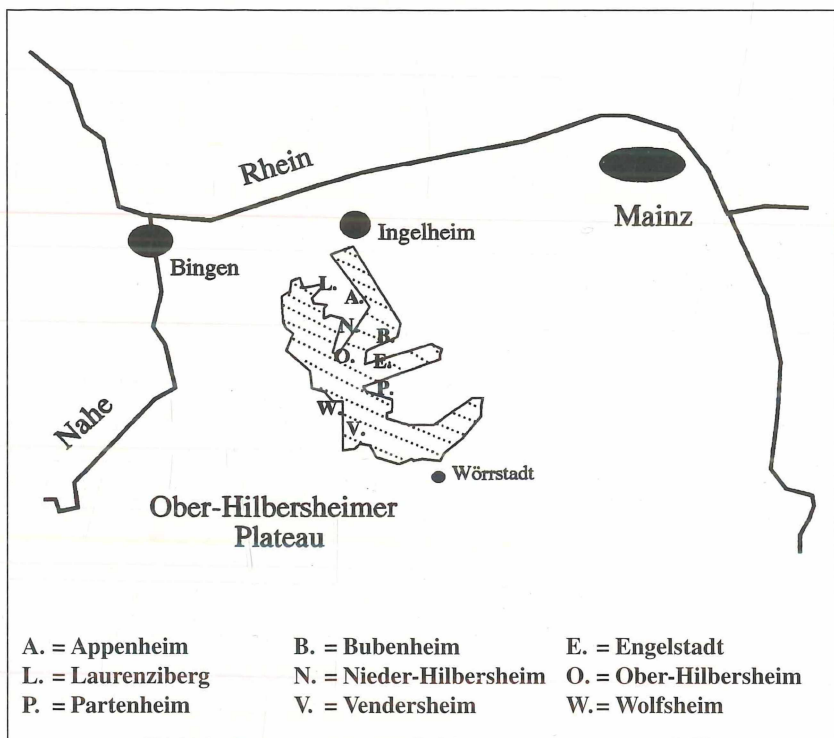 Rhein
Mainz
Ingelheim
Bingen
L.
A.
N.
B.
O.
E.
P.
W.
V.
Nahe
Wörrstadt
Ober-Hilbersheimer
Plateau
A. = Appenheim B. = Bubenheim E. = Engelstadt
L. = Laurenziberg N. = Nieder-Hilbersheim O. = Ober-Hilbersheim
P. = Partenheim V. = Vendersheim W. = Wolfsheim